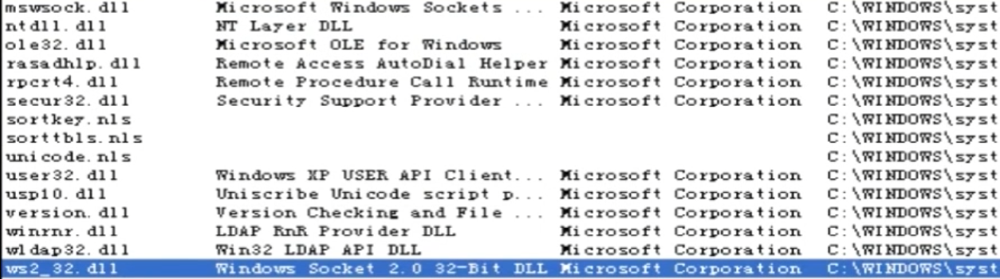 mswsock.dll Microsoft Windows Sockets ... Microsoft Corporation C:\WINDOWS\syst
ntdll.dll NT Layer DLL Microsoft Corporation C:\WINDOWS\syst
ole32.dll Microsoft OLE for Windows Microsoft Corporation C:\WINDOWS\syst
rasadhlp.dll Remote Access AutoDial Helper Microsoft Corporation C:\WINDOWS\syst
rpcrt4.dll Remote Procedure Call Runtime Microsoft Corporation C:\WINDOWS\syst
secur32.dll Security Support Provider ... Microsoft Corporation C:\WINDOWS\syst
sortkey.nls C:\WINDOWS\syst
sorttbls.nls C:\WINDOWS\syst
unicode.nls C:\WINDOWS\syst
user32.dll Windows XP USER API Client... Microsoft Corporation C:\WINDOWS\syst
usp10.dll Uniscribe Unicode script p... Microsoft Corporation C:\WINDOWS\syst
version.dll Version Checking and File ... Microsoft Corporation C:\WINDOWS\syst
winrnr.dll LDAP RnR Provider DLL Microsoft Corporation C:\WINDOWS\syst
wldap32.dll Win32 LDAP API DLL Microsoft Corporation C:\WINDOWS\syst
ws2_32.dll Windows Socket 2.0 32-Bit DLL Microsoft Corporation C:\WINDOWS\syst